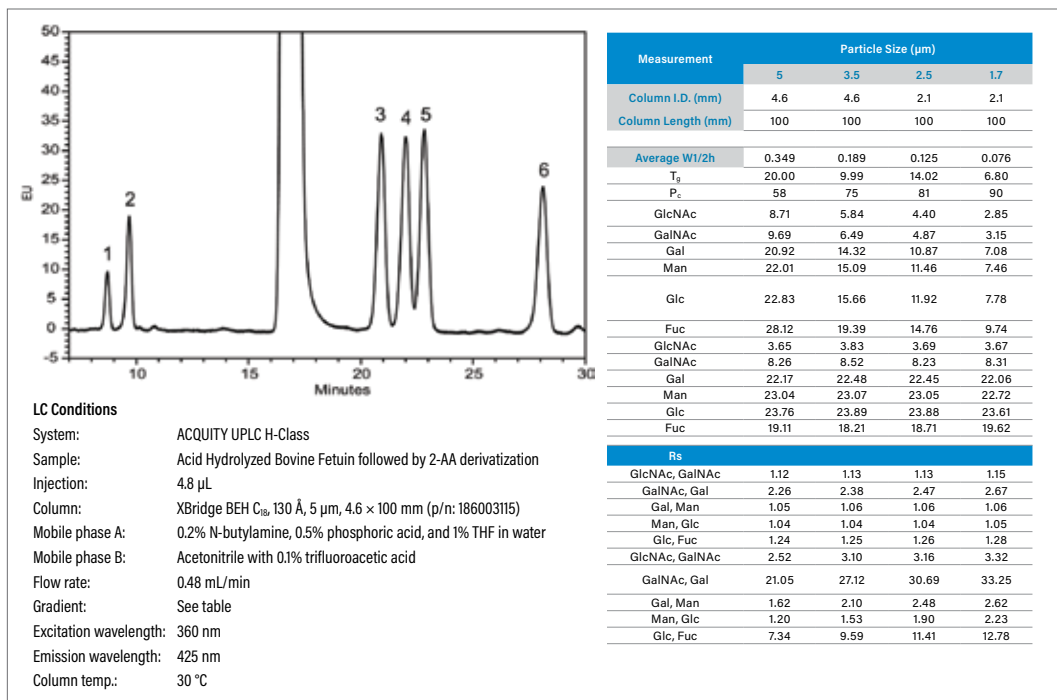 50
45
40
35
30
25
20
15
10
5
0
-5
EU
1
2
3
4
5
6
10
20
30
Minutes
LC Conditions
System: ACQUITY UPLC H-Class
Sample: Acid Hydrolyzed Bovine Fetuin followed by 2-AA derivatization
Injection: 4.8 µL
Column: XBridge BEH C18, 130 Å, 5 µm, 4.6 × 100 mm (p/n: 186003115)
Mobile phase A: 0.2% N-butylamine, 0.5% phosphoric acid, and 1% THF in water
Mobile phase B: Acetonitrile with 0.1% trifluoroacetic acid
Flow rate: 0.48 mL/min
Gradient: See table
Excitation wavelength: 360 nm
Emission wavelength: 425 nm
Column temp.: 30 °C
Measurement Particle Size (µm)
5 3.5 2.5 1.7
Column I.D. (mm) 4.6 4.6 2.1 2.1
Column Length (mm) 100 100 100 100
Average W1/2h 0.349 0.189 0.125 0.076
Tg 20.00 9.99 14.02 6.80
Pc 58 75 81 90
GlcNAc 8.71 5.84 4.40 2.85
GalNAc 9.69 6.49 4.87 3.15
Gal 20.92 14.32 10.87 7.08
Man 22.01 15.09 11.46 7.46
Glc 22.83 15.66 11.92 7.78
Fuc 28.12 19.39 14.76 9.74
GlcNAc 3.65 3.83 3.69 3.67
GalNAc 8.26 8.52 8.23 8.31
Gal 22.17 22.48 22.45 22.06
Man 23.04 23.07 23.05 22.72
Glc 23.76 23.89 23.88 23.61
Fuc 19.11 18.21 18.71 19.62
Rs
GlcNAc, GalNAc 1.12 1.13 1.13 1.15
GalNAc, Gal 2.26 2.38 2.47 2.67
Gal, Man 1.05 1.06 1.06 1.06
Man, Glc 1.04 1.04 1.04 1.05
Glc, Fuc 1.24 1.25 1.26 1.28
GlcNAc, GalNAc 2.52 3.10 3.16 3.32
GalNAc, Gal 21.05 27.12 30.69 33.25
Gal, Man 1.62 2.10 2.48 2.62
Man, Glc 1.20 1.53 1.90 2.23
Glc, Fuc 7.34 9.59 11.41 12.78